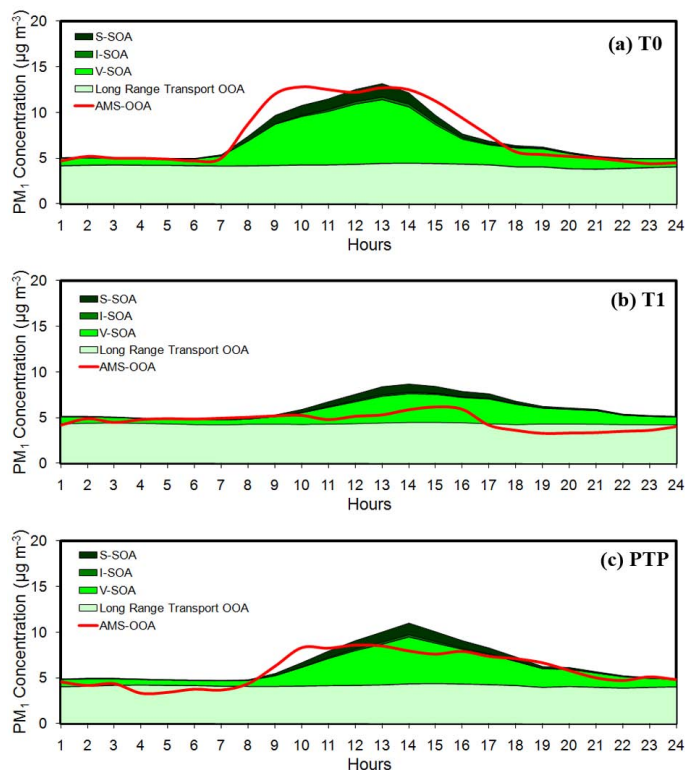 (a) T0
S-SOA
I-SOA
V-SOA
Long Range Transport OOA
AMS-OOA
PM₁ Concentration (µg m⁻³)
20
15
10
5
0
1 2 3 4 5 6 7 8 9 10 11 12 13 14 15 16 17 18 19 20 21 22 23 24
Hours
(b) T1
S-SOA
I-SOA
V-SOA
Long Range Transport OOA
AMS-OOA
PM₁ Concentration (µg m⁻³)
20
15
10
5
0
1 2 3 4 5 6 7 8 9 10 11 12 13 14 15 16 17 18 19 20 21 22 23 24
Hours
(c) PTP
S-SOA
I-SOA
V-SOA
Long Range Transport OOA
AMS-OOA
PM₁ Concentration (µg m⁻³)
20
15
10
5
0
1 2 3 4 5 6 7 8 9 10 11 12 13 14 15 16 17 18 19 20 21 22 23 24
Hours